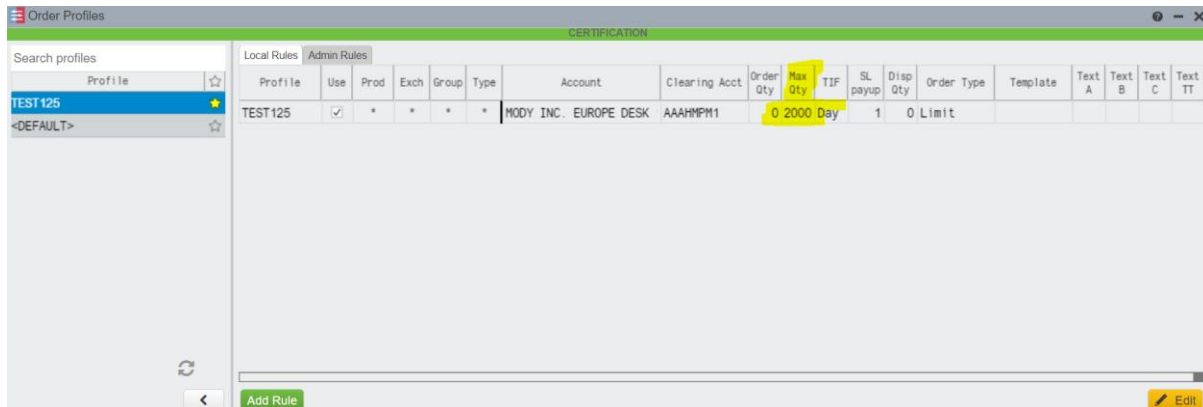 Order Profiles
CERTIFICATION
Search profiles
Profile
TEST125
<DEFAULT>
Local Rules Admin Rules
Profile Use Prod Exch Group Type Account Clearing Acct Order Qty Max Qty TIF SL payup Disp Qty Order Type Template Text A Text B Text C Text TT
TEST125 * * * * MODY INC. EUROPE DESK AAAHMPM1 0 2000 Day 1 0 Limit
Add Rule
Edit